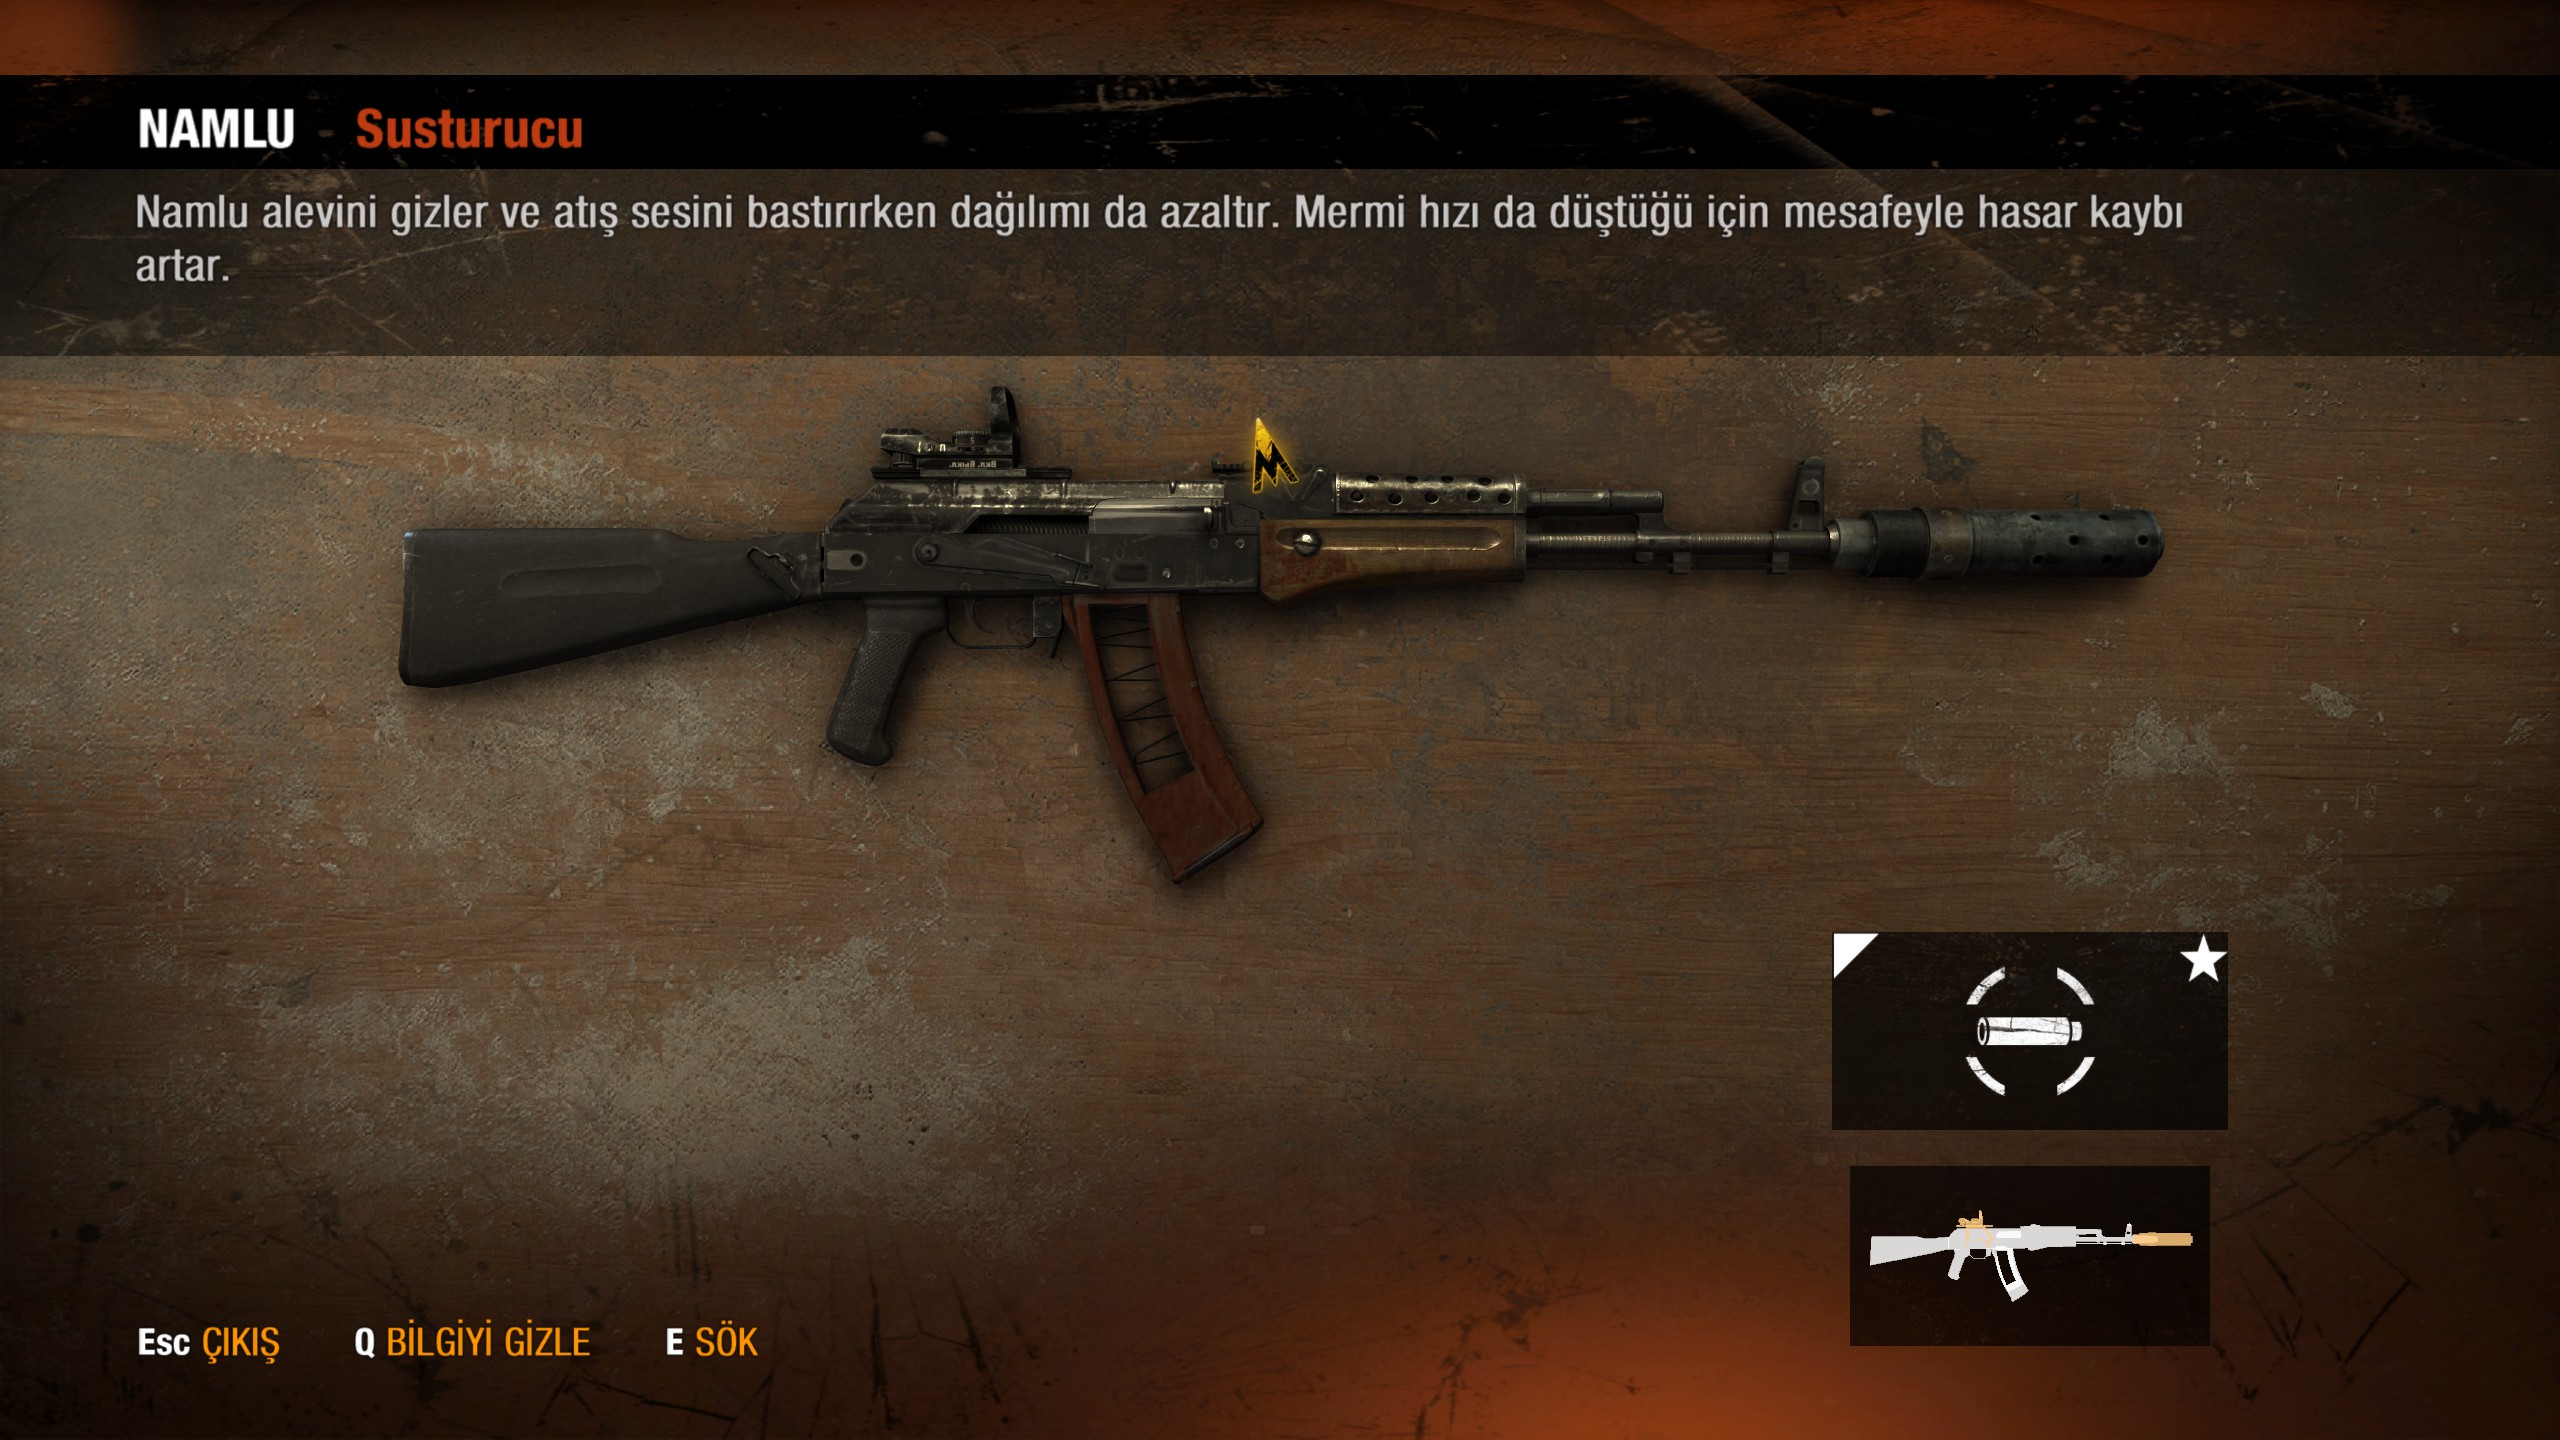 NAMLU Susturucu
Namlu alevini gizler ve atış sesini bastırırken dağılımı da azaltır. Mermi hızı da düştüğü için mesafeyle hasar kaybı
artar.
Esc ÇIKIŞ Q BİLGİYİ GİZLE E SÖK